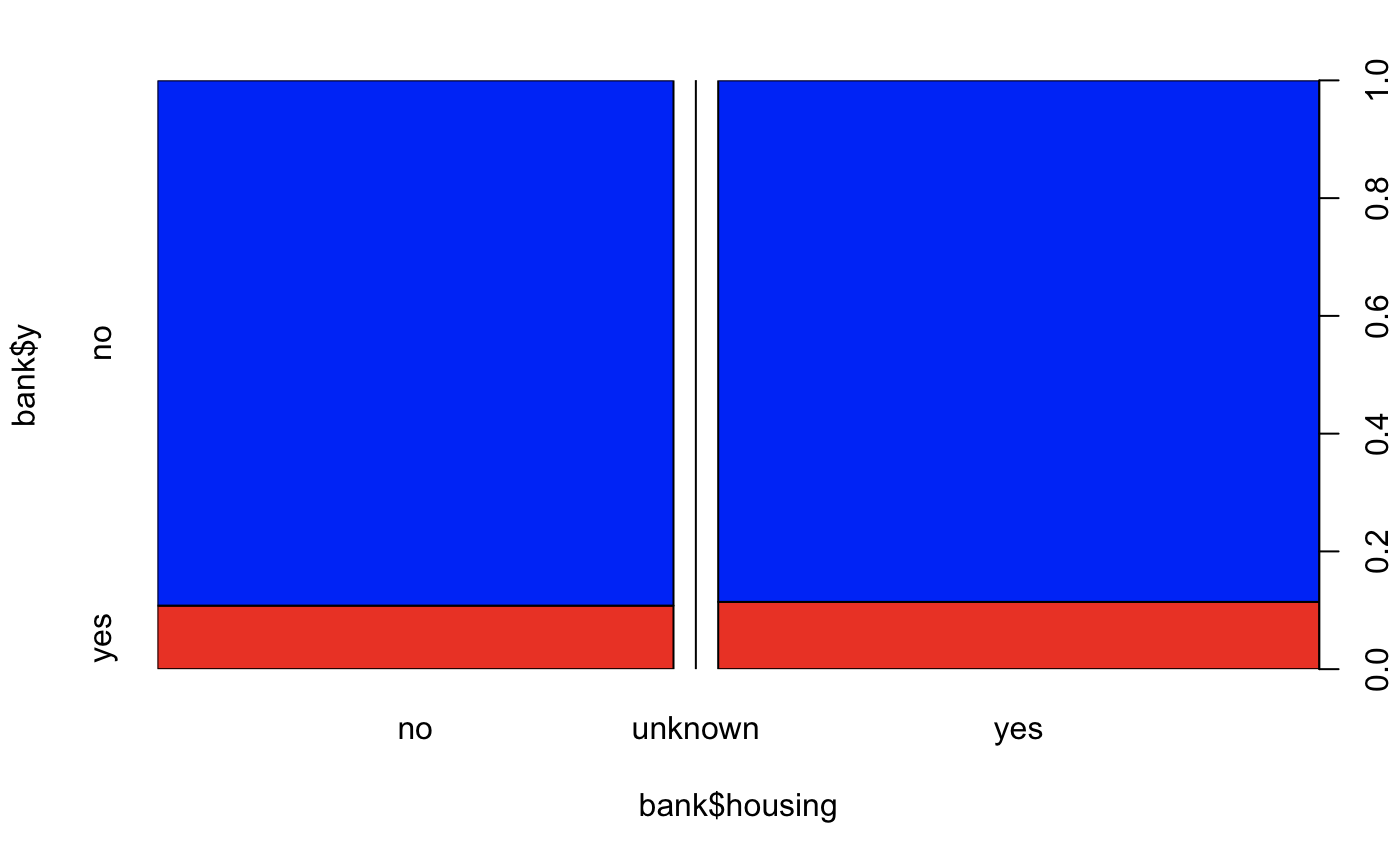 bank$y
no
yes
1.0
0.8
0.6
0.4
0.2
0.0
no unknown yes
bank$housing